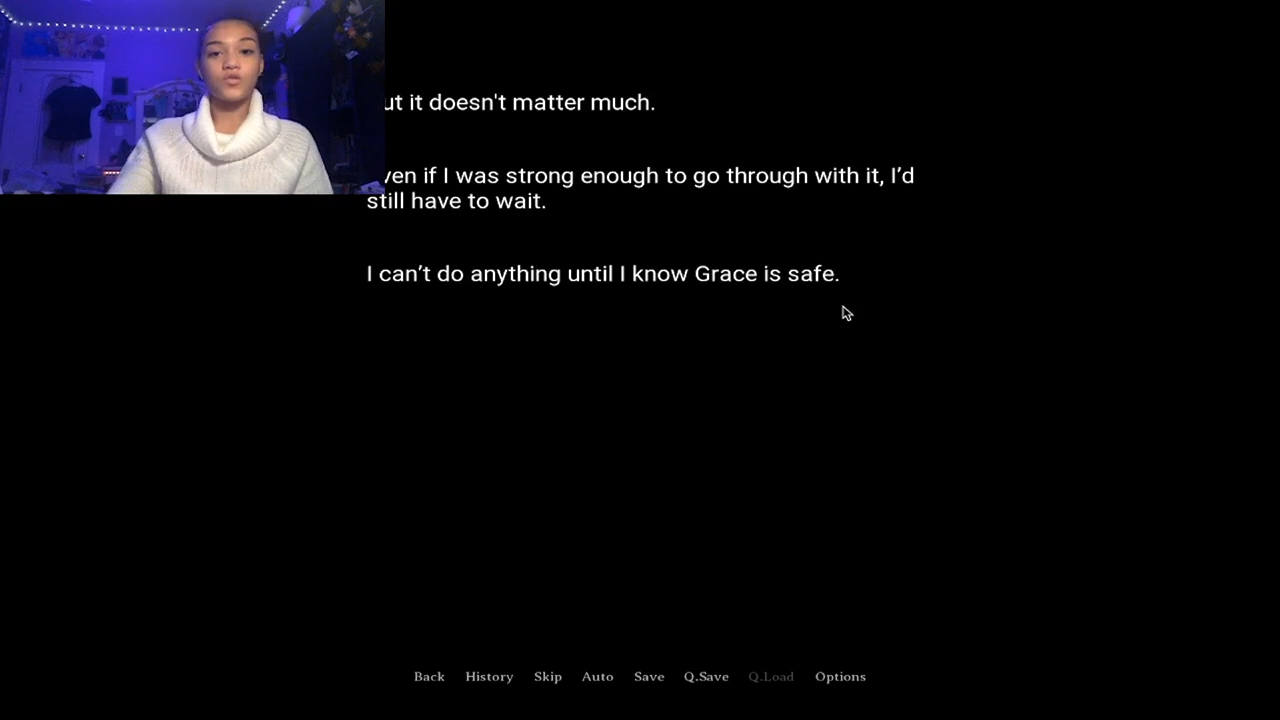 ut it doesn't matter much.
ven if I was strong enough to go through with it, I’d
still have to wait.
I can’t do anything until I know Grace is safe.
Back History Skip Auto Save Q.Save Q.Load Options